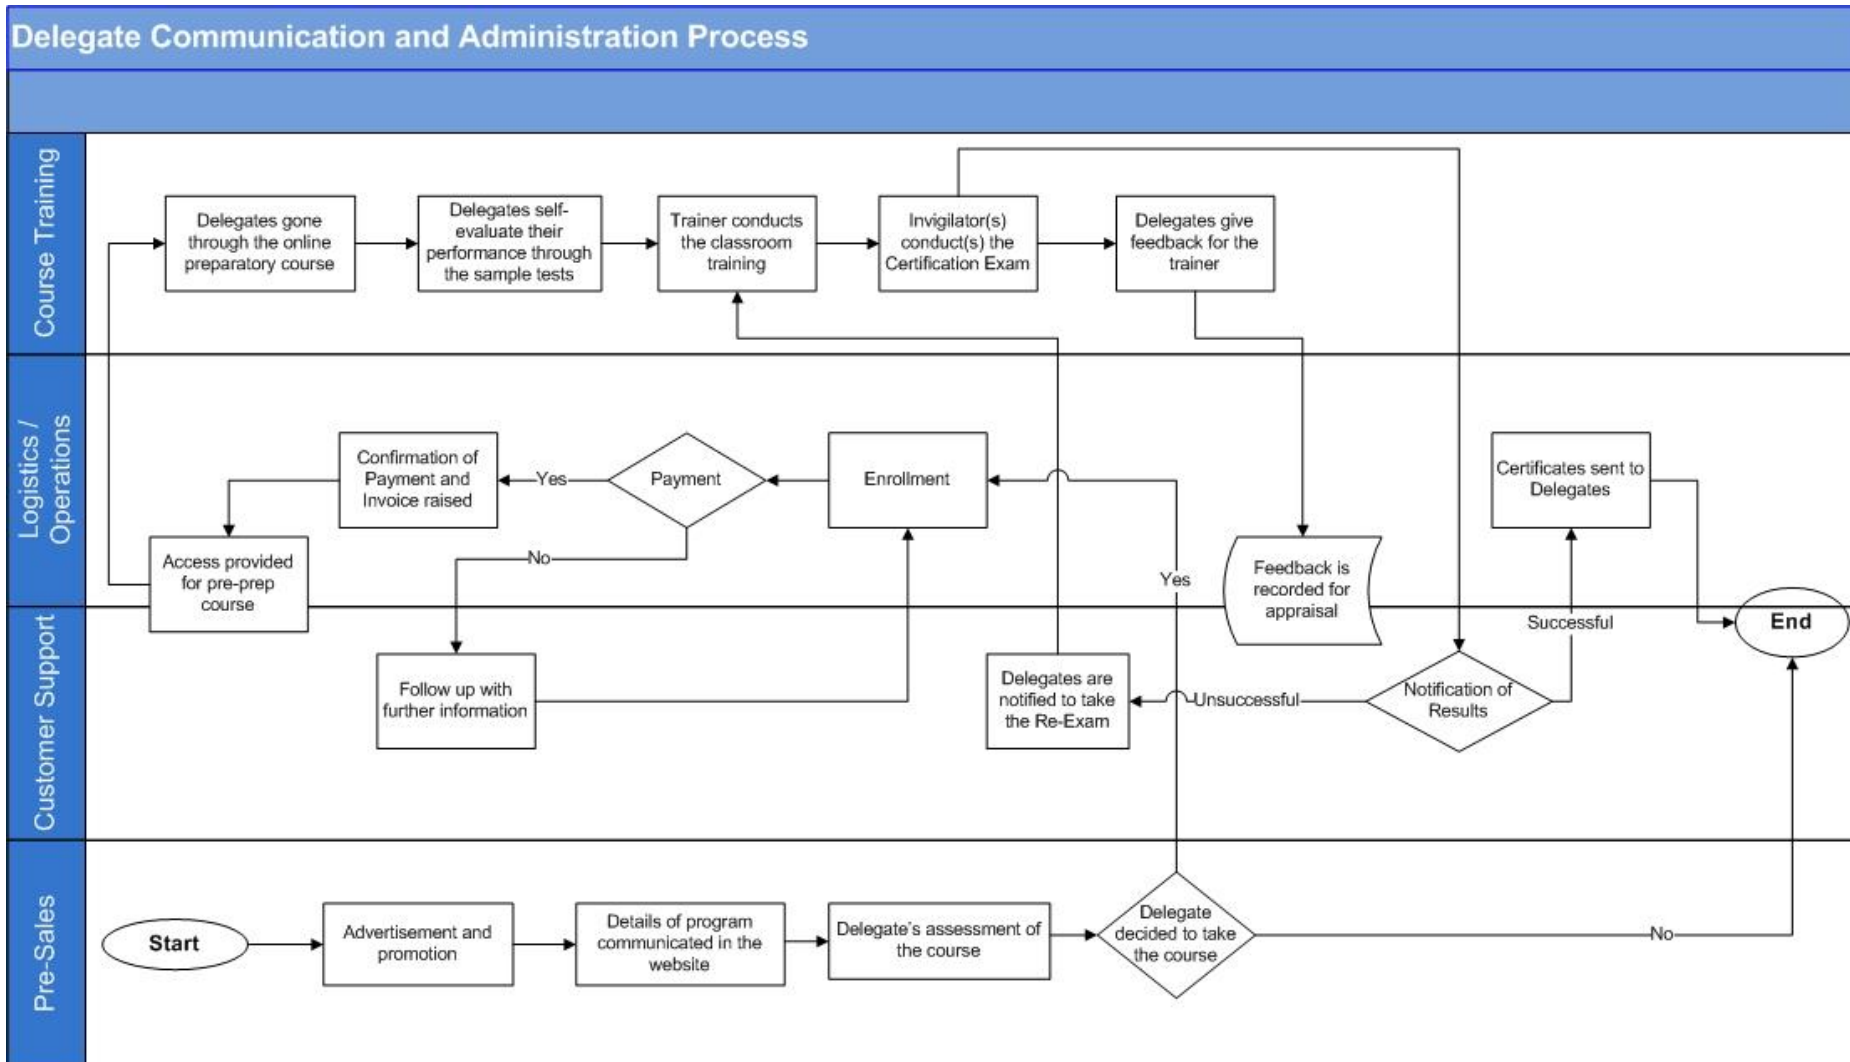 Delegate Communication and Administration Process
Course Training
Delegates gone
through the online
preparatory course
Delegates self-
evaluate their
performance through
the sample tests
Trainer conducts
the classroom
training
Invigilator(s)
conduct(s) the
Certification Exam
Delegates give
feedback for the
trainer
Logistics /
Operations
Confirmation of
Payment and
Invoice raised
Yes
Payment
Enrollment
Certificates sent to
Delegates
No
Access provided
for pre-prep
course
Yes
Feedback is
recorded for
appraisal
Successful
End
Customer Support
Follow up with
further information
Delegates are
notified to take
the Re-Exam
Unsuccessful
Notification of
Results
Pre-Sales
Start
Advertisement and
promotion
Details of program
communicated in the
website
Delegate's assessment of
the course
Delegate
decided to take
the course
No